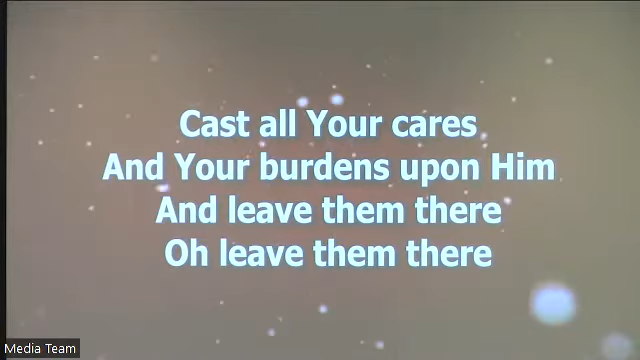 Cast all Your cares
And Your burdens upon Him
And leave them there
Oh leave them there
Media Team